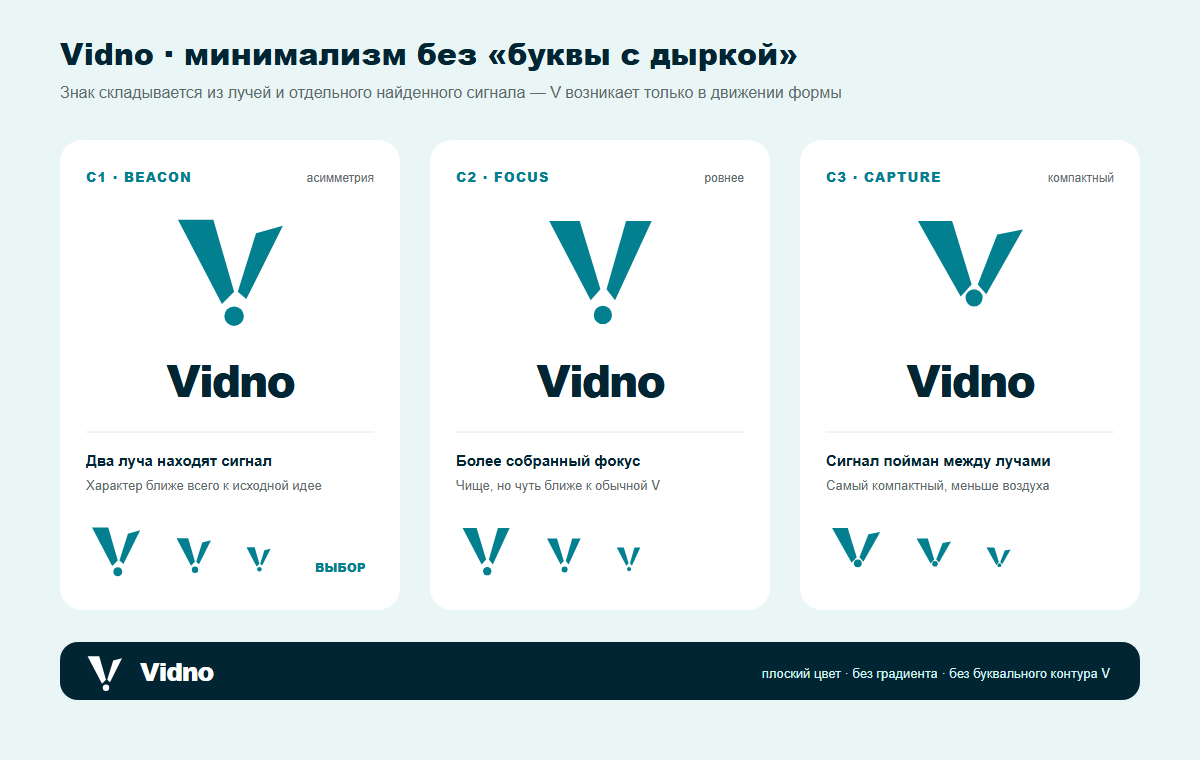 Vidno · минимализм без «буквы с дыркой»
Знак складывается из лучей и отдельного найденного сигнала — V возникает только в движении формы
C1 · BEACON
асимметрия
Vidno
Два луча находят сигнал
Характер ближе всего к исходной идее
ВЫБОР
C2 · FOCUS
ровнее
Vidno
Более собранный фокус
Чище, но чуть ближе к обычной V
C3 · CAPTURE
компактный
Vidno
Сигнал пойман между лучами
Самый компактный, меньше воздуха
Vidno
плоский цвет · без градиента · без буквального контура V